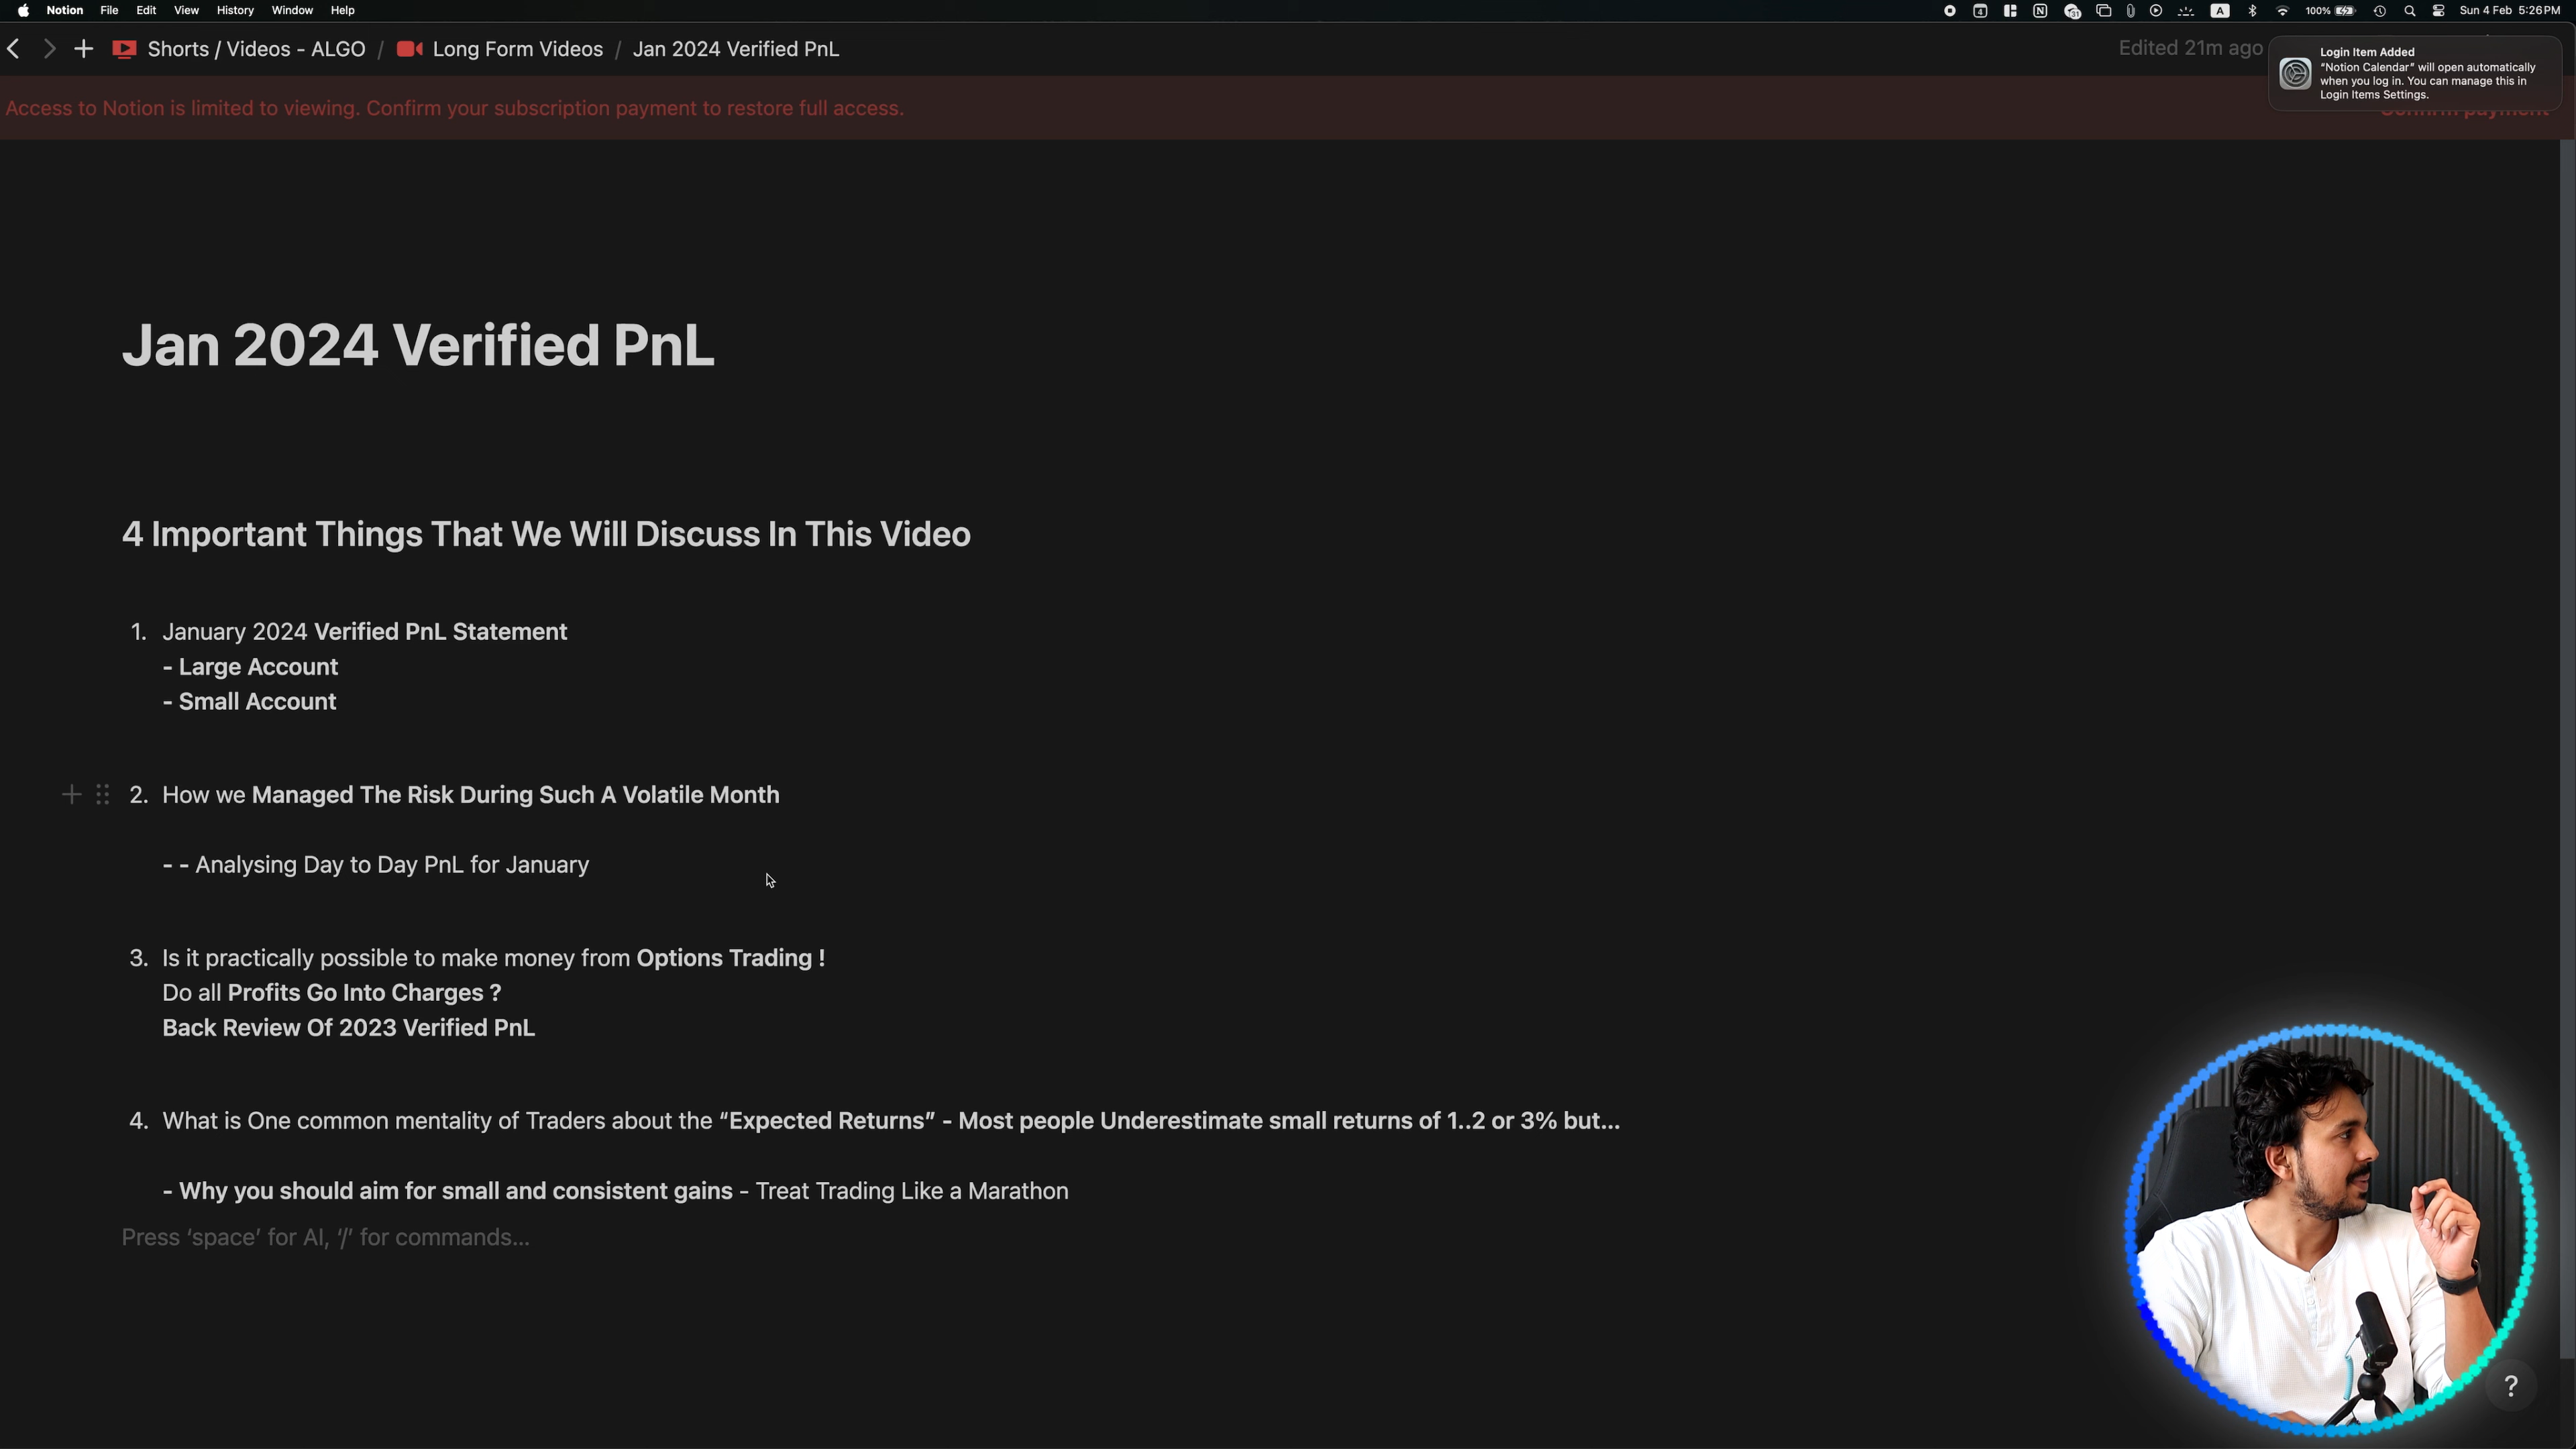 Notion File Edit View History Window Help
100% Sun 4 Feb 5:26 PM
Shorts / Videos - ALGO / Long Form Videos / Jan 2024 Verified PnL
Edited 21m ago
Login Item Added
“Notion Calendar” will open automatically
when you log in. You can manage this in
Login Items Settings.
Access to Notion is limited to viewing. Confirm your subscription payment to restore full access.
Confirm payment
Jan 2024 Verified PnL
4 Important Things That We Will Discuss In This Video
1. January 2024 Verified PnL Statement
- Large Account
- Small Account
2. How we Managed The Risk During Such A Volatile Month
- - Analysing Day to Day PnL for January
3. Is it practically possible to make money from Options Trading !
Do all Profits Go Into Charges ?
Back Review Of 2023 Verified PnL
4. What is One common mentality of Traders about the “Expected Returns” - Most people Underestimate small returns of 1..2 or 3% but...
- Why you should aim for small and consistent gains - Treat Trading Like a Marathon
Press ‘space’ for AI, ‘/’ for commands...
?